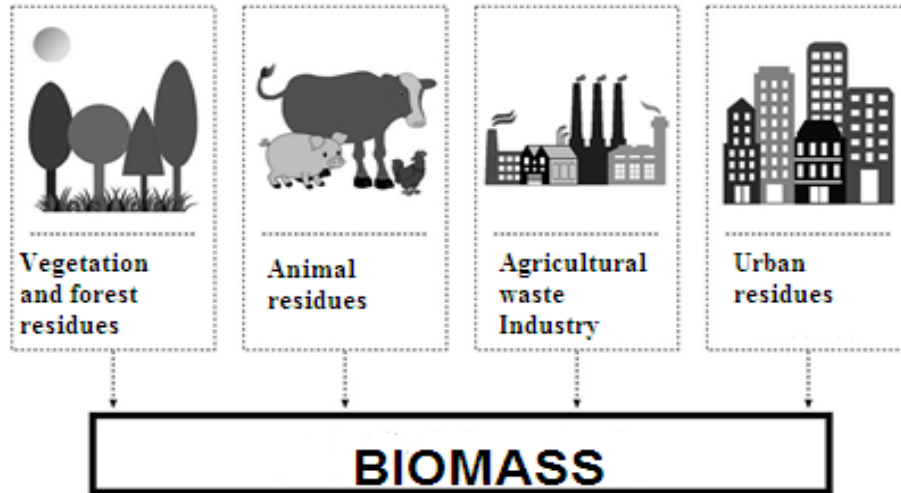 Vegetation
and forest
residues
Animal
residues
Agricultural
waste
Industry
Urban
residues
BIOMASS